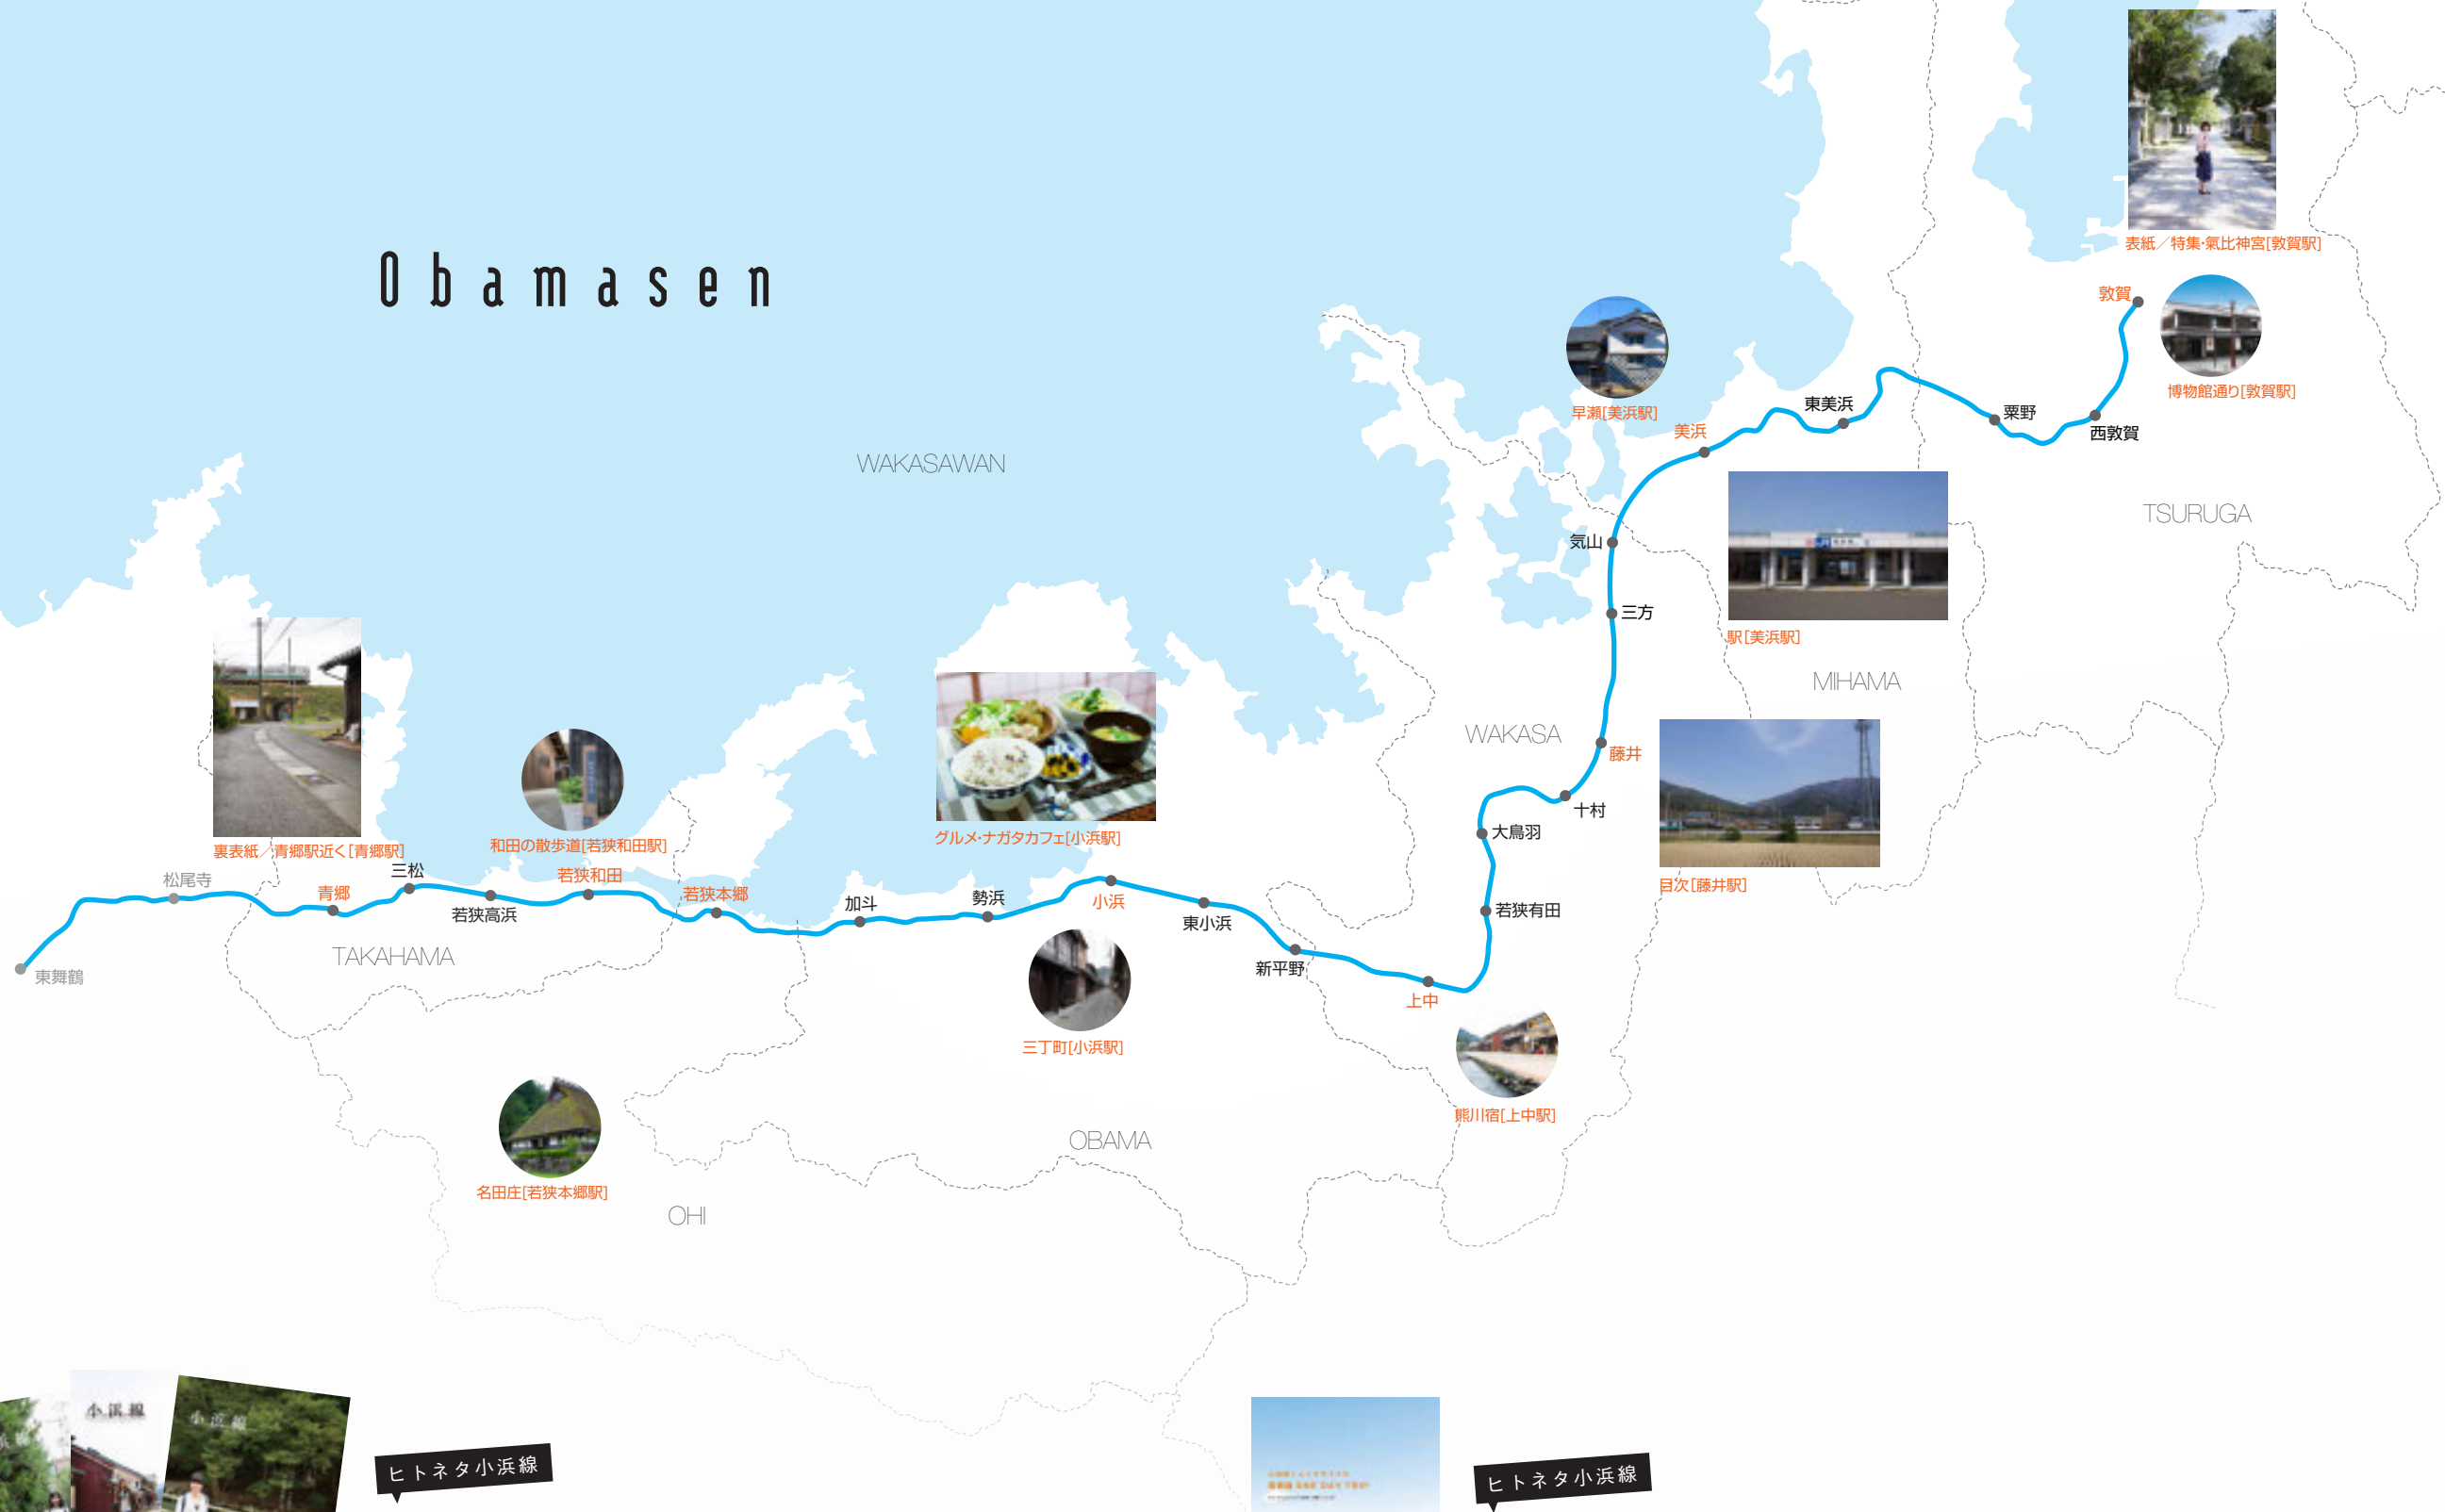 Obamasen
表紙／特集・氣比神宮[敦賀駅]
敦賀
博物館通り[敦賀駅]
早瀬[美浜駅]
美浜
東美浜
粟野
西敦賀
WAKASAWAN
TSURUGA
気山
三方
駅[美浜駅]
MIHAMA
WAKASA
藤井
十村
大鳥羽
目次[藤井駅]
若狭有田
グルメ・ナガタカフェ[小浜駅]
和田の散歩道[若狭和田駅]
裏表紙／青郷駅近く[青郷駅]
松尾寺
東舞鶴
青郷
三松
若狭高浜
若狭和田
若狭本郷
加斗
勢浜
小浜
東小浜
新平野
上中
TAKAHAMA
三丁町[小浜駅]
熊川宿[上中駅]
名田庄[若狭本郷駅]
OBAMA
OHI
小浜線
小浜線
ヒトネタ小浜線
ヒトネタ小浜線